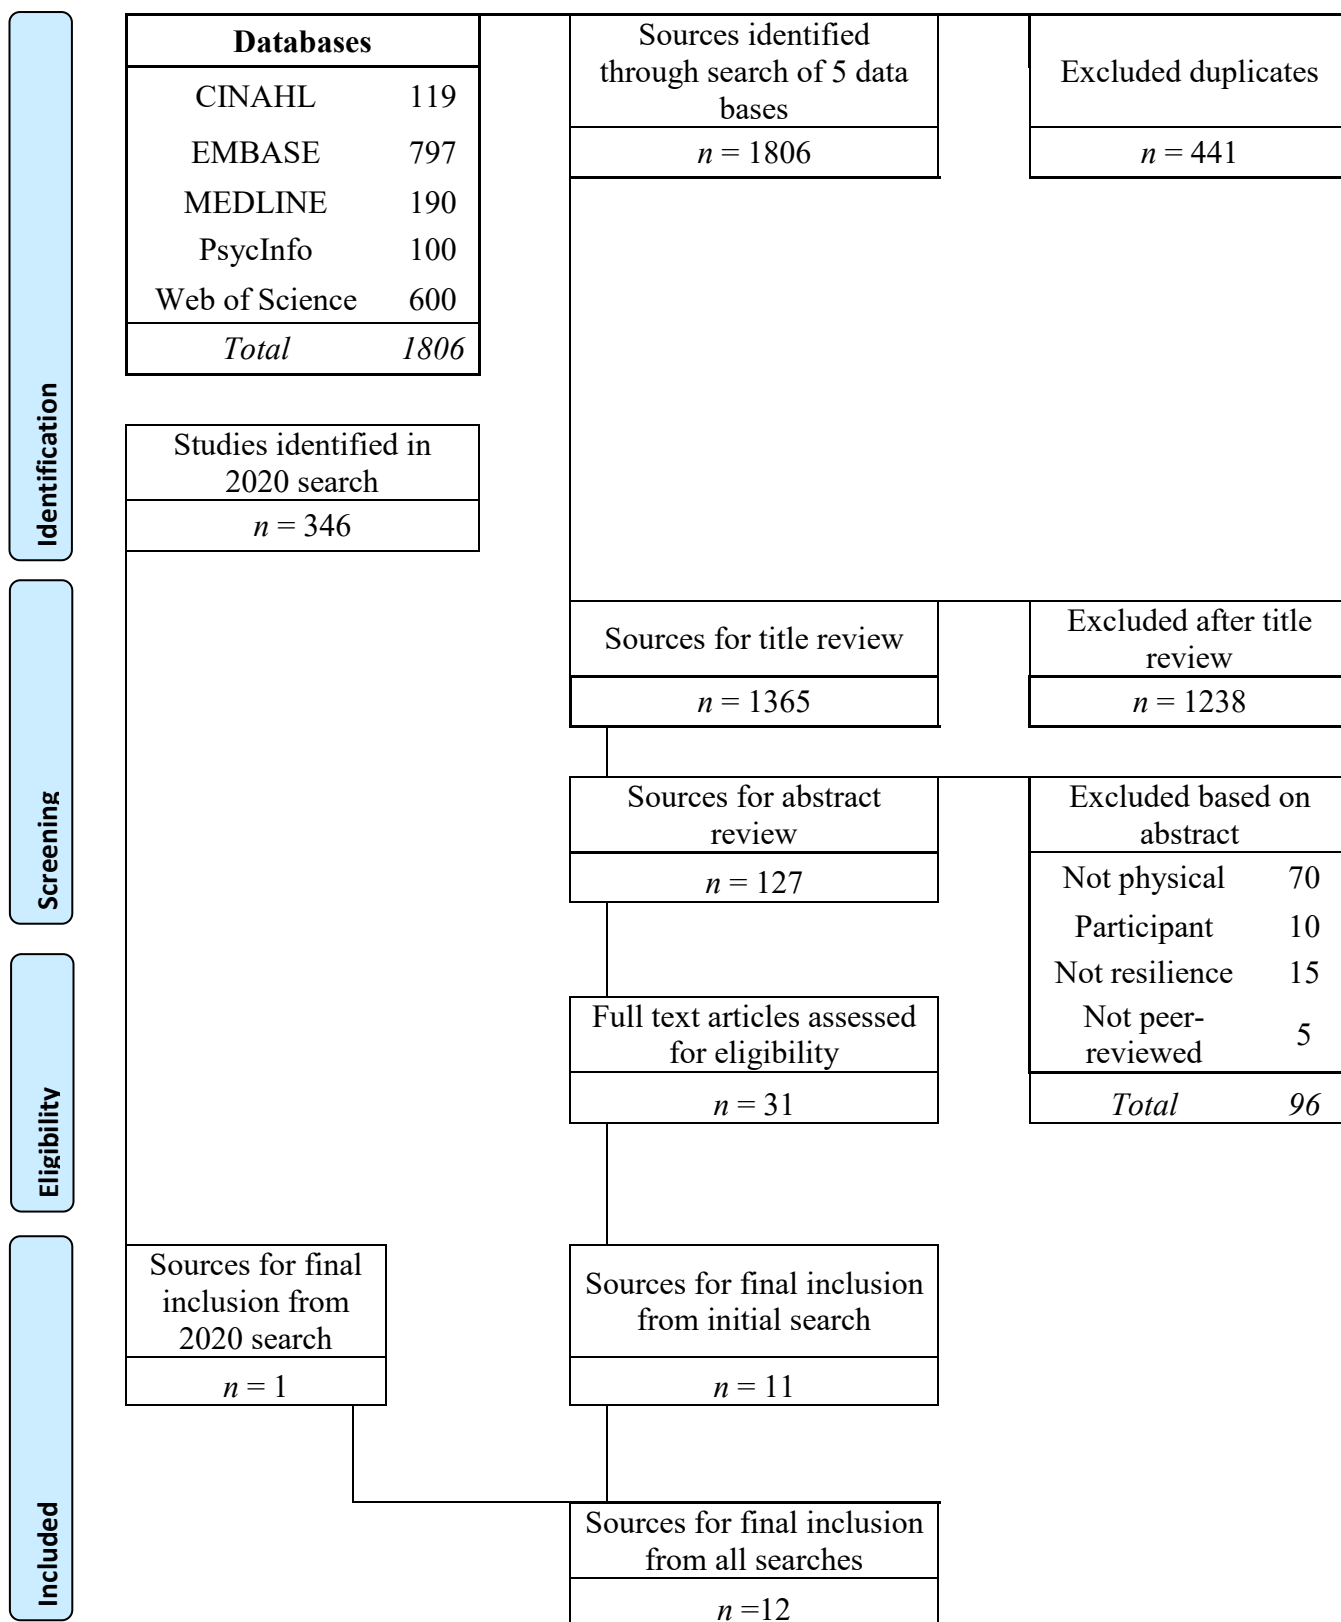 Identification
Databases
CINAHL 119
EMBASE 797
MEDLINE 190
PsycInfo 100
Web of Science 600
Total 1806
Sources identified
through search of 5 data
bases
n = 1806
Excluded duplicates
n = 441
Studies identified in
2020 search
n = 346
Screening
Sources for title review
n = 1365
Excluded after title
review
n = 1238
Sources for abstract
review
n = 127
Excluded based on
abstract
Not physical 70
Participant 10
Not resilience 15
Not peer-
reviewed 5
Total 96
Eligibility
Full text articles assessed
for eligibility
n = 31
Included
Sources for final
inclusion from
2020 search
n = 1
Sources for final inclusion
from initial search
n = 11
Sources for final inclusion
from all searches
n =12